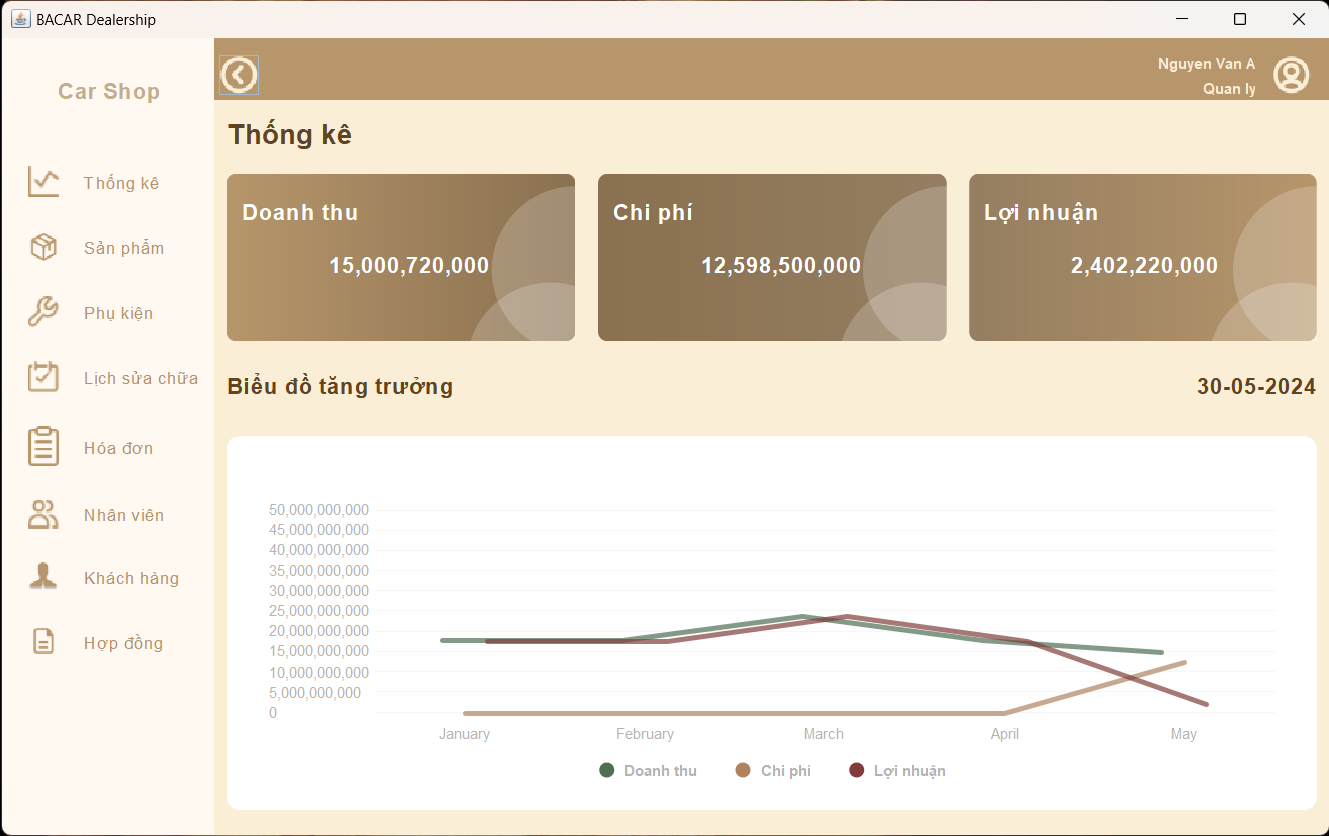 BACAR Dealership
Car Shop
Nguyen Van A
Quan ly
Thống kê
Sản phẩm
Phụ kiện
Lịch sửa chữa
Hóa đơn
Nhân viên
Khách hàng
Hợp đồng
Thống kê
Doanh thu
15,000,720,000
Chi phí
12,598,500,000
Lợi nhuận
2,402,220,000
Biểu đồ tăng trưởng
30-05-2024
50,000,000,000
45,000,000,000
40,000,000,000
35,000,000,000
30,000,000,000
25,000,000,000
20,000,000,000
15,000,000,000
10,000,000,000
5,000,000,000
0
January February March April May
Doanh thu Chi phí Lợi nhuận